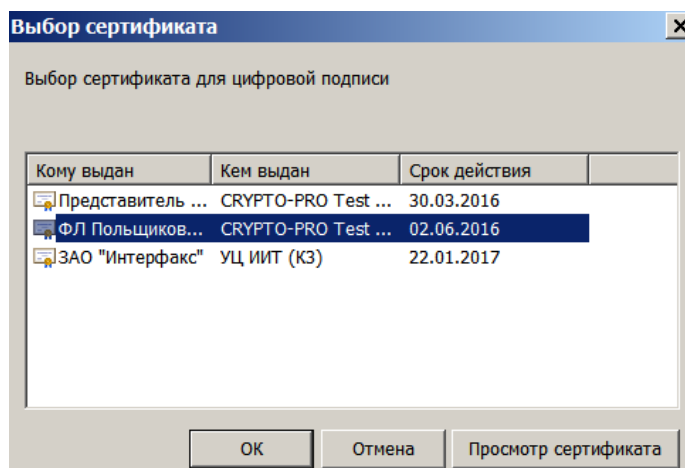 Выбор сертификата
Выбор сертификата для цифровой подписи
Кому выдан Кем выдан Срок действия
Представитель ... CRYPTO-PRO Test ... 30.03.2016
ФЛ Польщиков... CRYPTO-PRO Test ... 02.06.2016
ЗАО "Интерфакс" УЦ ИИТ (К3) 22.01.2017
ОК Отмена Просмотр сертификата